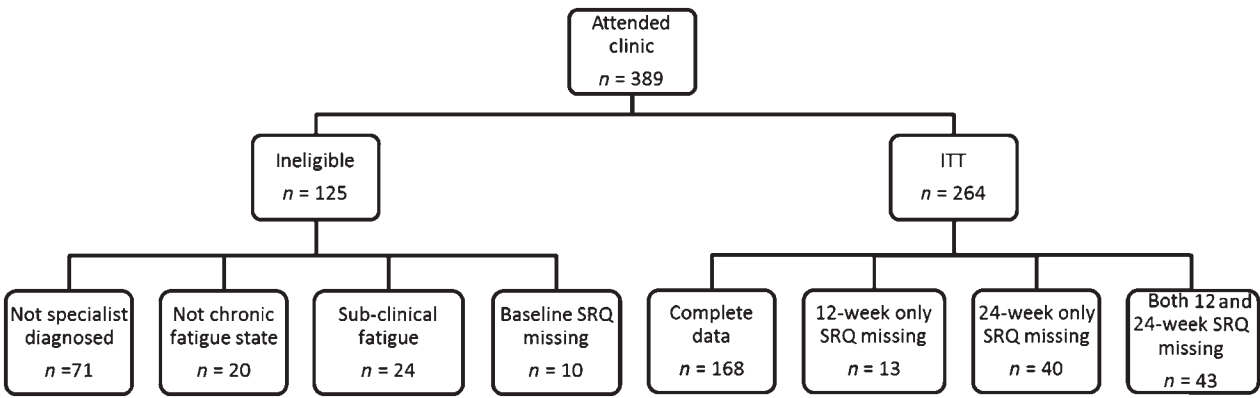 Attended
clinic
n = 389
Ineligible
n = 125
ITT
n = 264
Not specialist
diagnosed
n =71
Not chronic
fatigue state
n = 20
Sub-clinical
fatigue
n = 24
Baseline SRQ
missing
n = 10
Complete
data
n = 168
12-week only
SRQ missing
n = 13
24-week only
SRQ missing
n = 40
Both 12 and
24-week SRQ
missing
n = 43